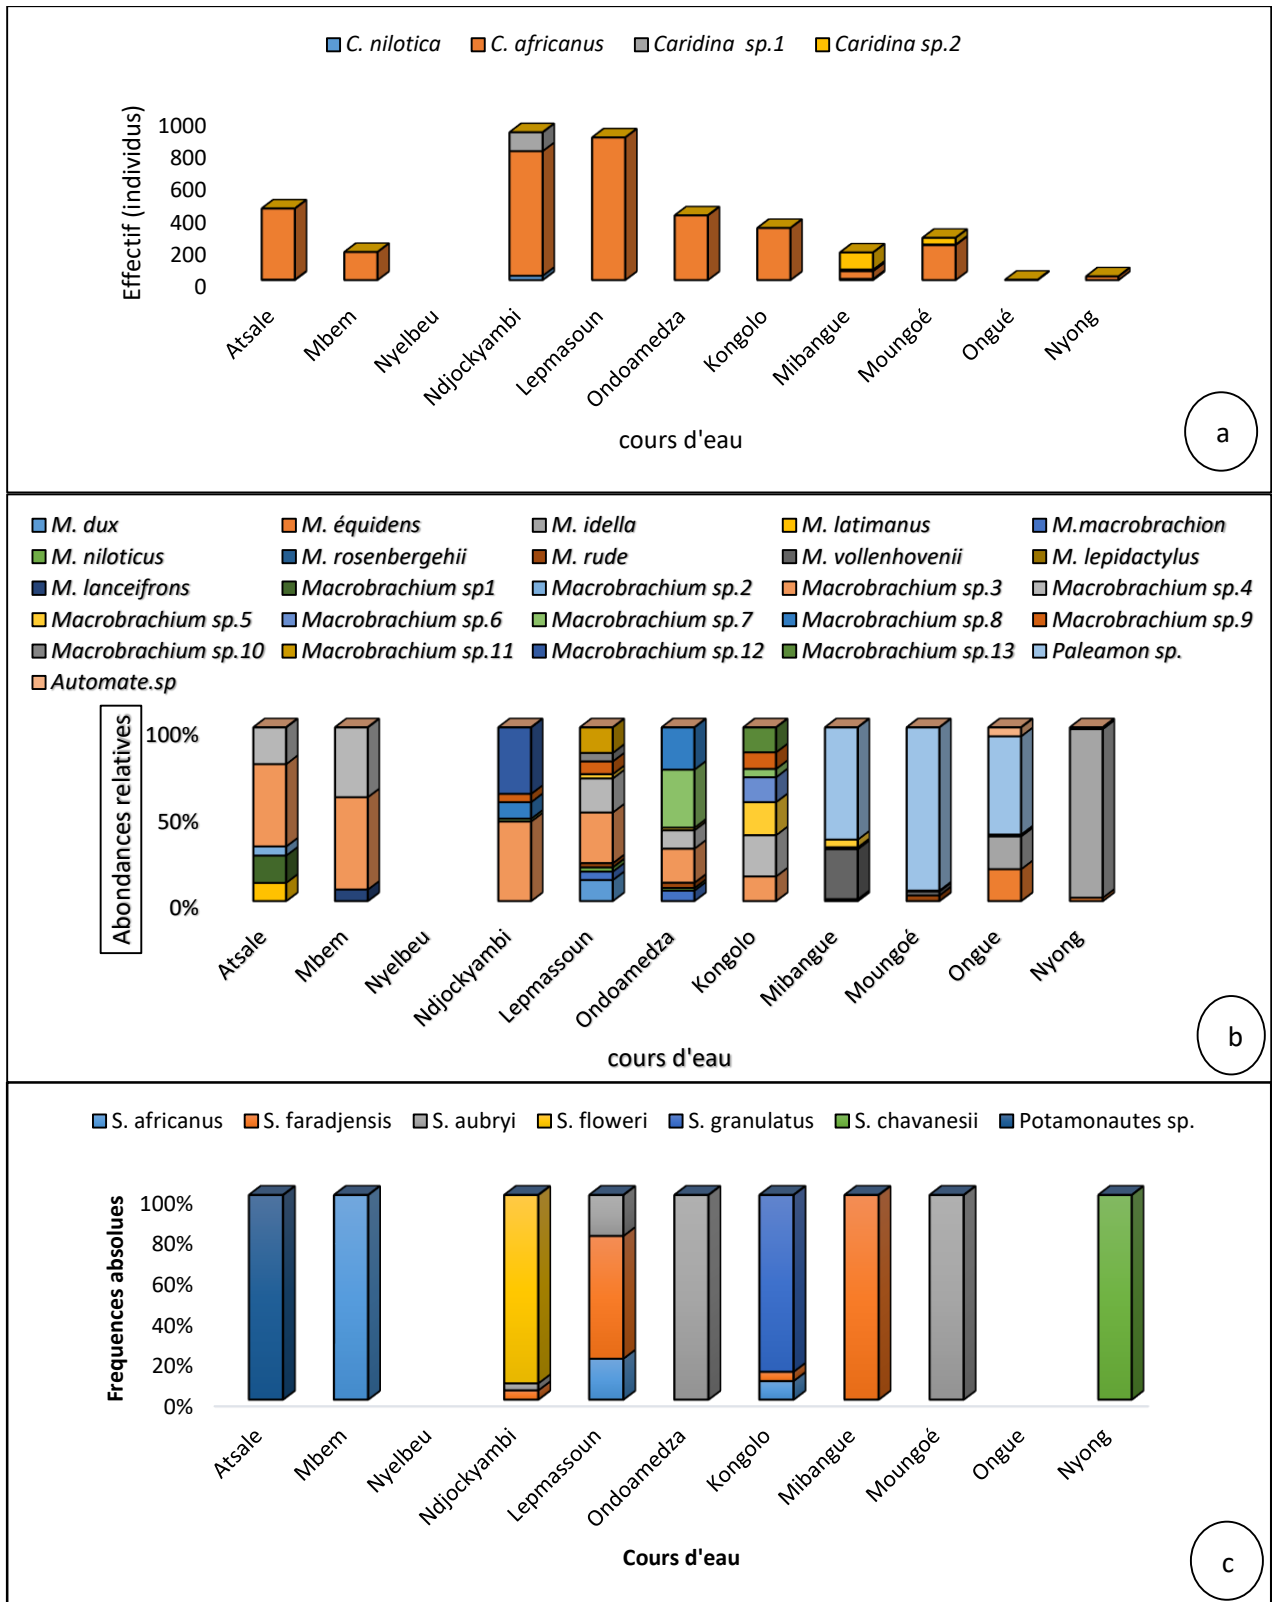 C. nilotica C. africanus Caridina sp.1 Caridina sp.2
Effectif (individus)
1000
800
600
400
200
0
Atsale Mbem Nyelbeu Ndjockyambi Lepmasoun Ondoamedza Kongolo Mibangue Moungoé Ongué Nyong
cours d'eau
a
M. dux M. équidens M. idella M. latimanus M.macrobrachion
M. niloticus M. rosenbergehii M. rude M. vollenhovenii M. lepidactylus
M. lanceifrons Macrobrachium sp1 Macrobrachium sp.2 Macrobrachium sp.3 Macrobrachium sp.4
Macrobrachium sp.5 Macrobrachium sp.6 Macrobrachium sp.7 Macrobrachium sp.8 Macrobrachium sp.9
Macrobrachium sp.10 Macrobrachium sp.11 Macrobrachium sp.12 Macrobrachium sp.13 Paleamon sp.
Automate.sp
Abondances relatives
100%
50%
0%
Atsale Mbem Nyelbeu Ndjockyambi Lepmassoun Ondoamedza Kongolo Mibangue Moungoé Ongue Nyong
cours d'eau
b
S. africanus S. faradjensis S. aubryi S. floweri S. granulatus S. chavanesii Potamonautes sp.
Frequences absolues
100%
80%
60%
40%
20%
0%
Atsale Mbem Nyelbeu Ndjockyambi Lepmassoun Ondoamedza Kongolo Mibangue Moungoé Ongue Nyong
Cours d'eau
c